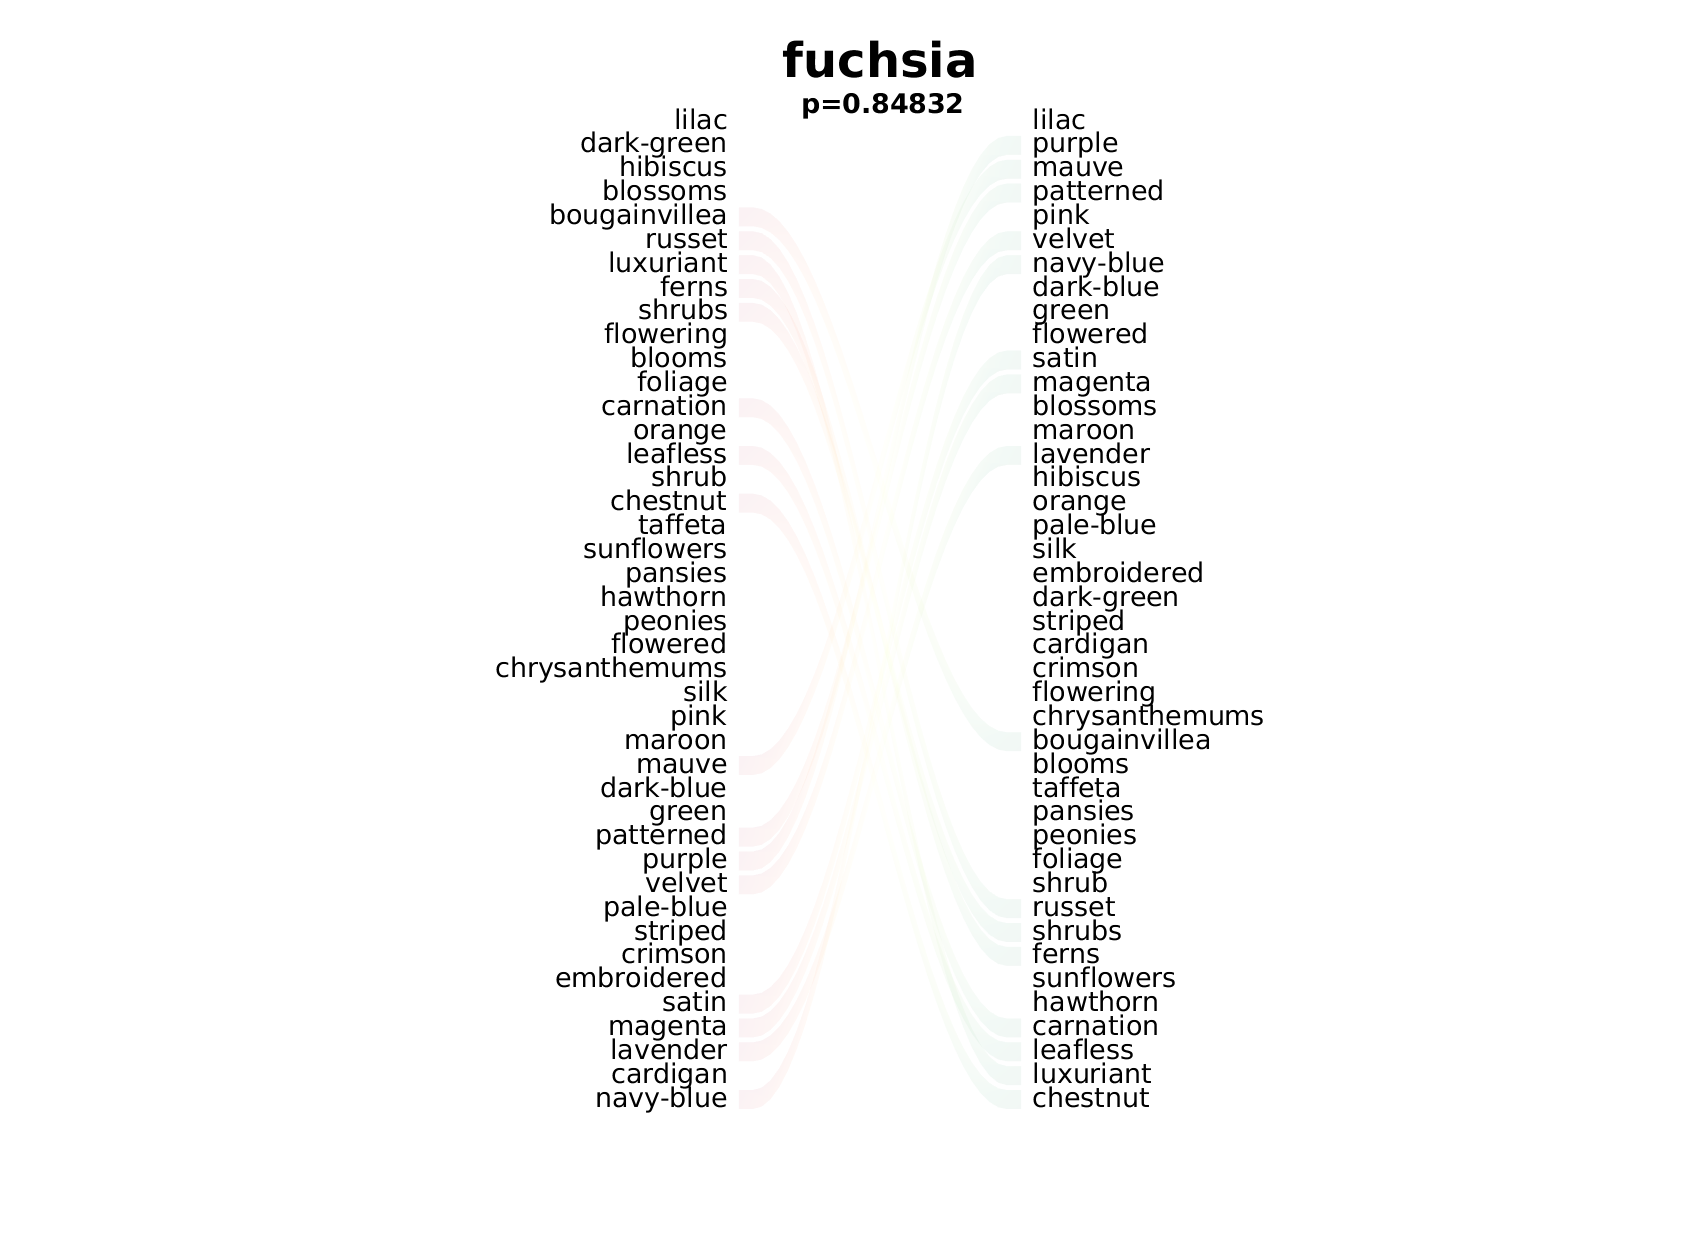 fuchsia
p=0.84832
lilac
dark-green
hibiscus
blossoms
bougainvillea
russet
luxuriant
ferns
shrubs
flowering
blooms
foliage
carnation
orange
leafless
shrub
chestnut
taffeta
sunflowers
pansies
hawthorn
peonies
flowered
chrysanthemums
silk
pink
maroon
mauve
dark-blue
green
patterned
purple
velvet
pale-blue
striped
crimson
embroidered
satin
magenta
lavender
cardigan
navy-blue
lilac
purple
mauve
patterned
pink
velvet
navy-blue
dark-blue
green
flowered
satin
magenta
blossoms
maroon
lavender
hibiscus
orange
pale-blue
silk
embroidered
dark-green
striped
cardigan
crimson
flowering
chrysanthemums
bougainvillea
blooms
taffeta
pansies
peonies
foliage
shrub
russet
shrubs
ferns
sunflowers
hawthorn
carnation
leafless
luxuriant
chestnut